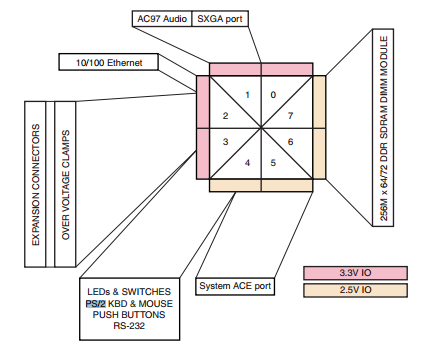 AC97 Audio SXGA port
10/100 Ethernet
1 0
2 7
3 6
4 5
EXPANSION CONNECTORS
OVER VOLTAGE CLAMPS
256M x 64/72 DDR SDRAM DIMM MODULE
LEDs & SWITCHES
PS/2 KBD & MOUSE
PUSH BUTTONS
RS-232
System ACE port
3.3V IO
2.5V IO